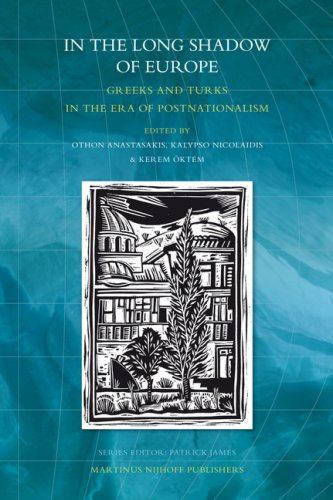 IN THE LONG SHADOW
OF EUROPE
GREEKS AND TURKS
IN THE ERA OF POSTNATIONALISM
EDITED BY
OTHON ANASTASAKIS, KALYPSO NICOLAIDIS
& KEREM ÖKTEM
SERIES EDITOR: PATRICK JAMES
MARTINUS NIJHOFF PUBLISHERS